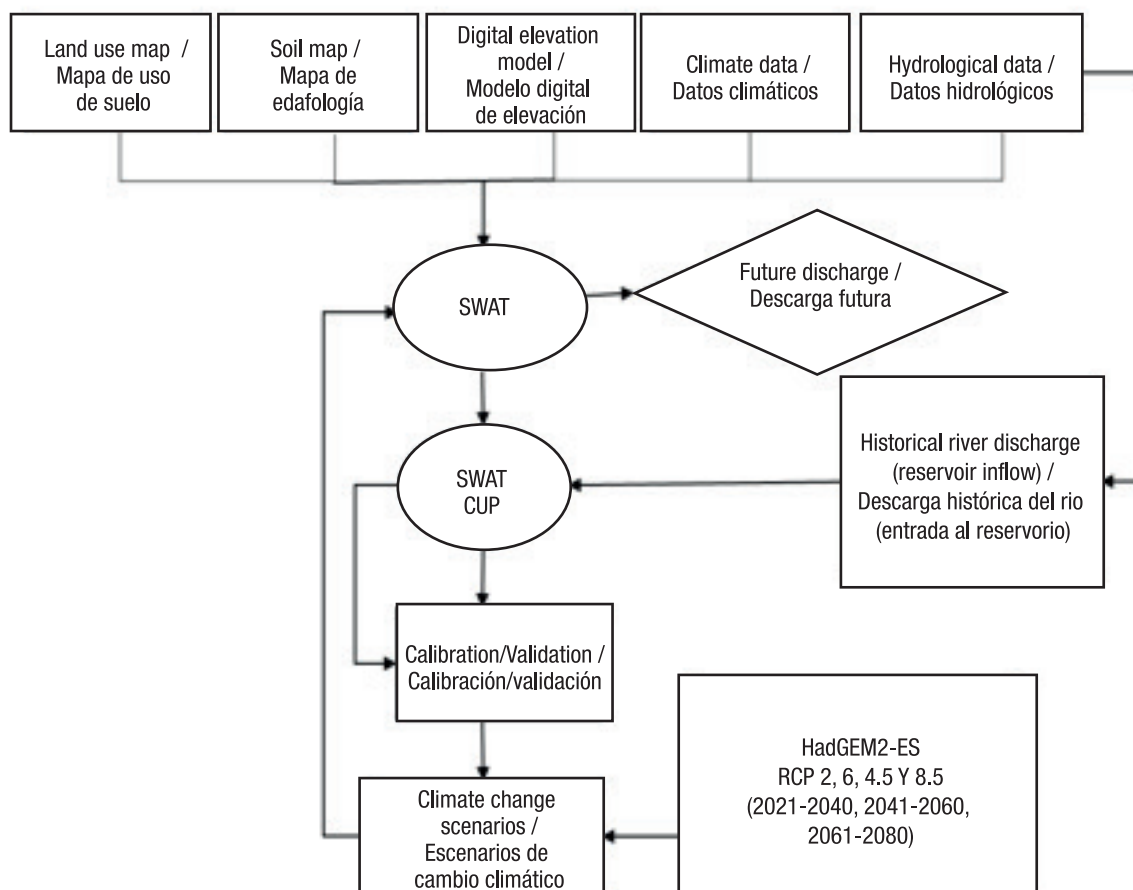 Land use map /
Mapa de uso
de suelo
Soil map /
Mapa de
edafología
Digital elevation
model /
Modelo digital
de elevación
Climate data /
Datos climáticos
Hydrological data /
Datos hidrológicos
SWAT
Future discharge /
Descarga futura
SWAT
CUP
Historical river discharge
(reservoir inflow) /
Descarga histórica del rio
(entrada al reservorio)
Calibration/Validation /
Calibración/validación
HadGEM2-ES
RCP 2, 6, 4.5 Y 8.5
(2021-2040, 2041-2060,
2061-2080)
Climate change
scenarios /
Escenarios de
cambio climático